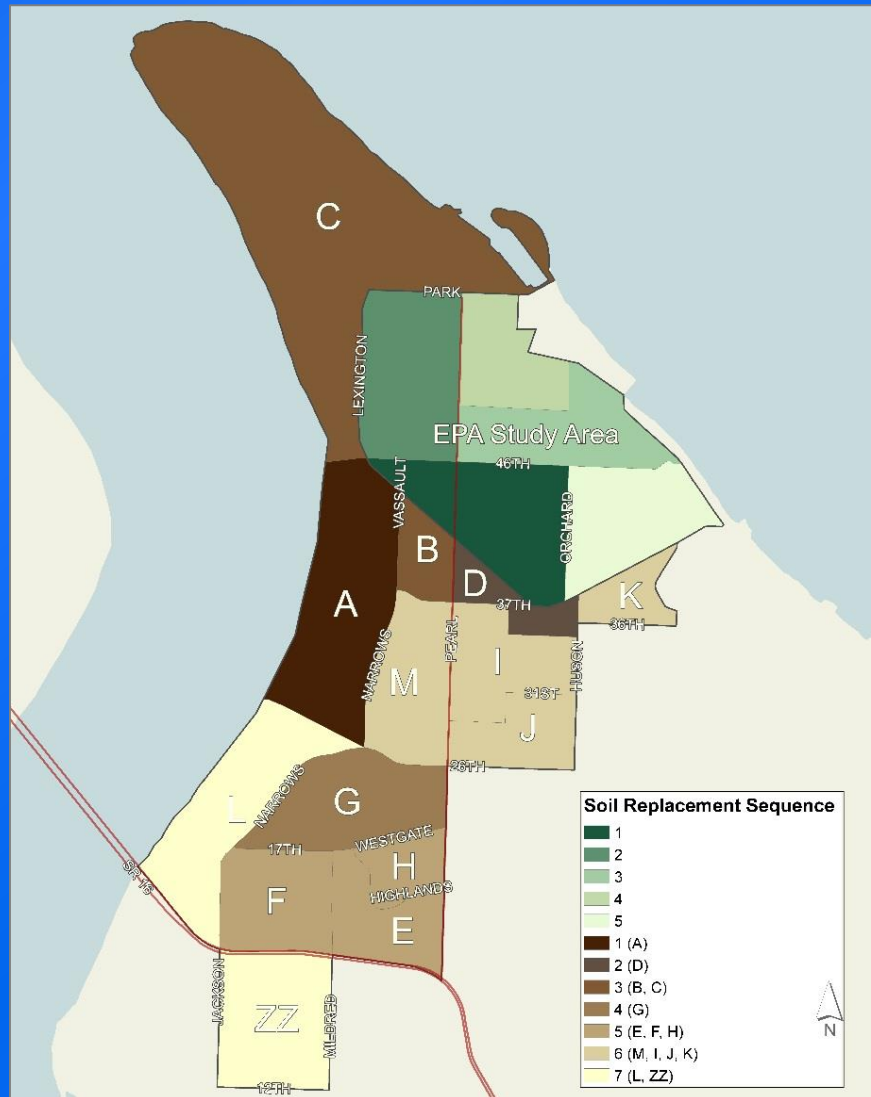 C
PARK
LEXINGTON
EPA Study Area
46TH
VASSAULT
ORCHARD
B
D
A
37TH
K
36TH
PEARL
NARROWS
M
I
HOSON
31ST
J
26TH
L
NARROWS
G
WESTGATE
17TH
H
HIGHLANDS
F
E
SR 16
JACKSON
ZZ
MILDRED
12TH
Soil Replacement Sequence
1
2
3
4
5
1 (A)
2 (D)
3 (B, C)
4 (G)
5 (E, F, H)
6 (M, I, J, K)
7 (L, ZZ)
N